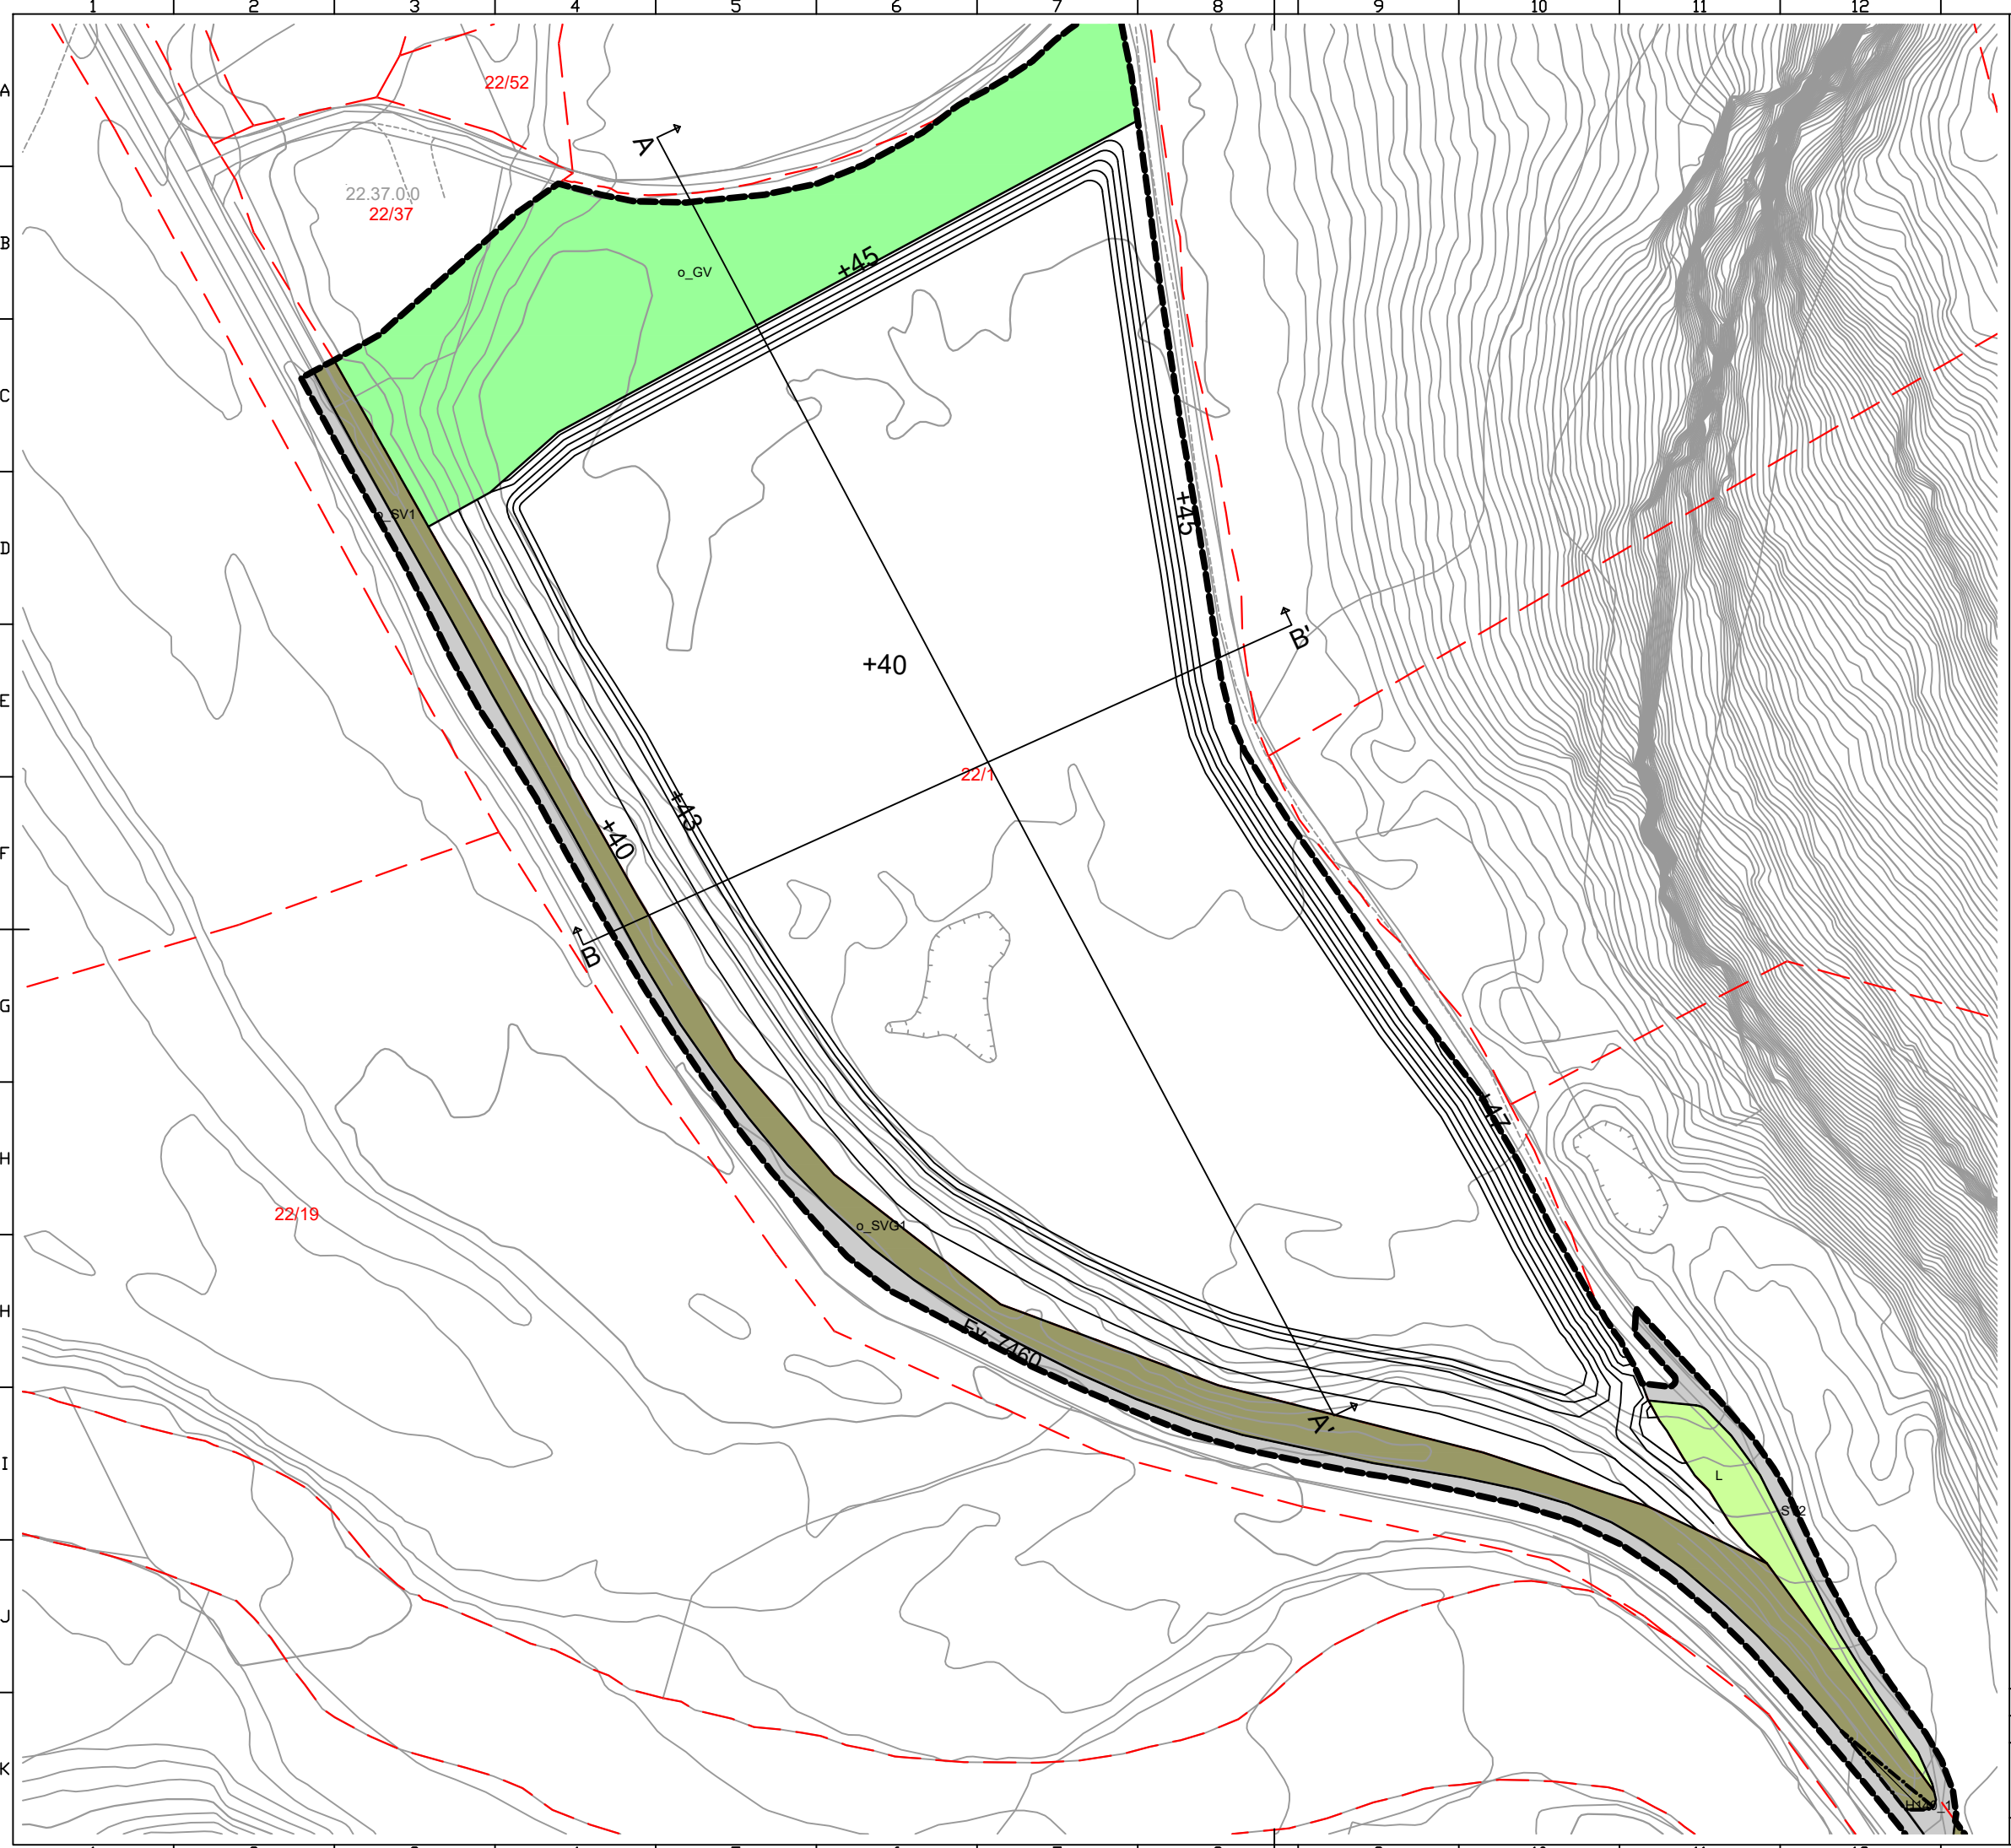 1 2 3 4 5 6 7 8 9 10 11 12
A
22/52
A
22.37.0.0
22/37
B
+45
o_GV
C
+45
o_SV1
D
B'
+40
E
22/1
+43
+40
F
B
G
+47
H
22/19
o_SVG1
H
Fv. 7460
A'
I
L
SV2
J
K
H140_1